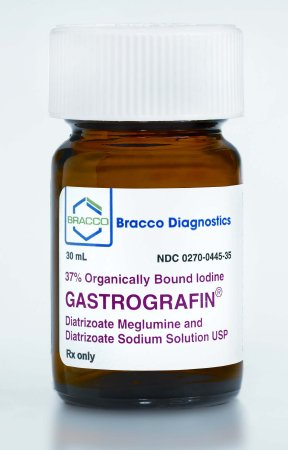 BRACCO
Bracco Diagnostics
30 mL NDC 0270-0445-35
37% Organically Bound Iodine
GASTROGRAFIN®
Diatrizoate Meglumine and
Diatrizoate Sodium Solution USP
Rx only